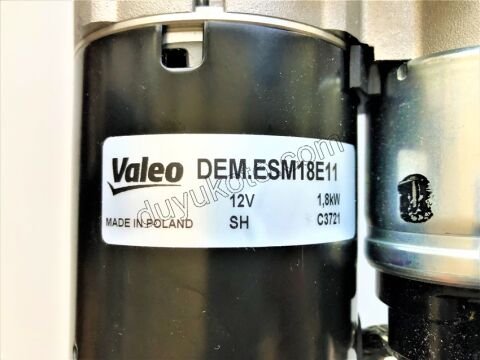 Valeo DEM.ESM18E11
12V 1,8kW
MADE IN POLAND SH C3721
duyukoto.com